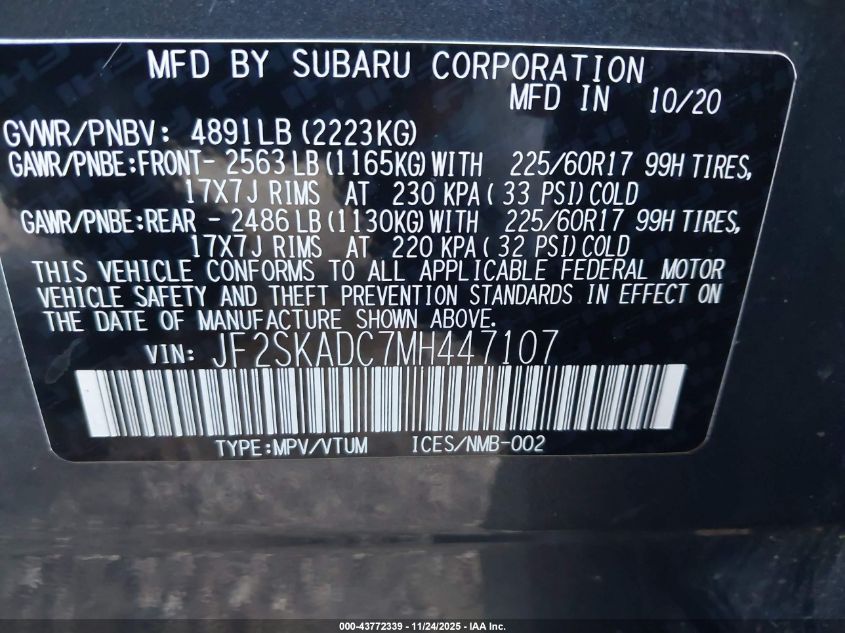 MFD BY SUBARU CORPORATION
MFD IN 10/20
GVWR/PNBV: 4891LB (2223KG)
GAWR/PNBE:FRONT- 2563 LB (1165KG) WITH 225/60R17 99H TIRES,
17X7J RIMS AT 230 KPA ( 33 PSI) COLD
GAWR/PNBE:REAR - 2486 LB (1130KG) WITH 225/60R17 99H TIRES,
17X7J RIMS AT 220 KPA ( 32 PSI) COLD
THIS VEHICLE CONFORMS TO ALL APPLICABLE FEDERAL MOTOR
VEHICLE SAFETY AND THEFT PREVENTION STANDARDS IN EFFECT ON
THE DATE OF MANUFACTURE SHOWN ABOVE.
VIN: JF2SKADC7MH447107
TYPE:MPV/VTUM ICES/NMB-002
000-43772339 - 11/24/2025 - IAA Inc.